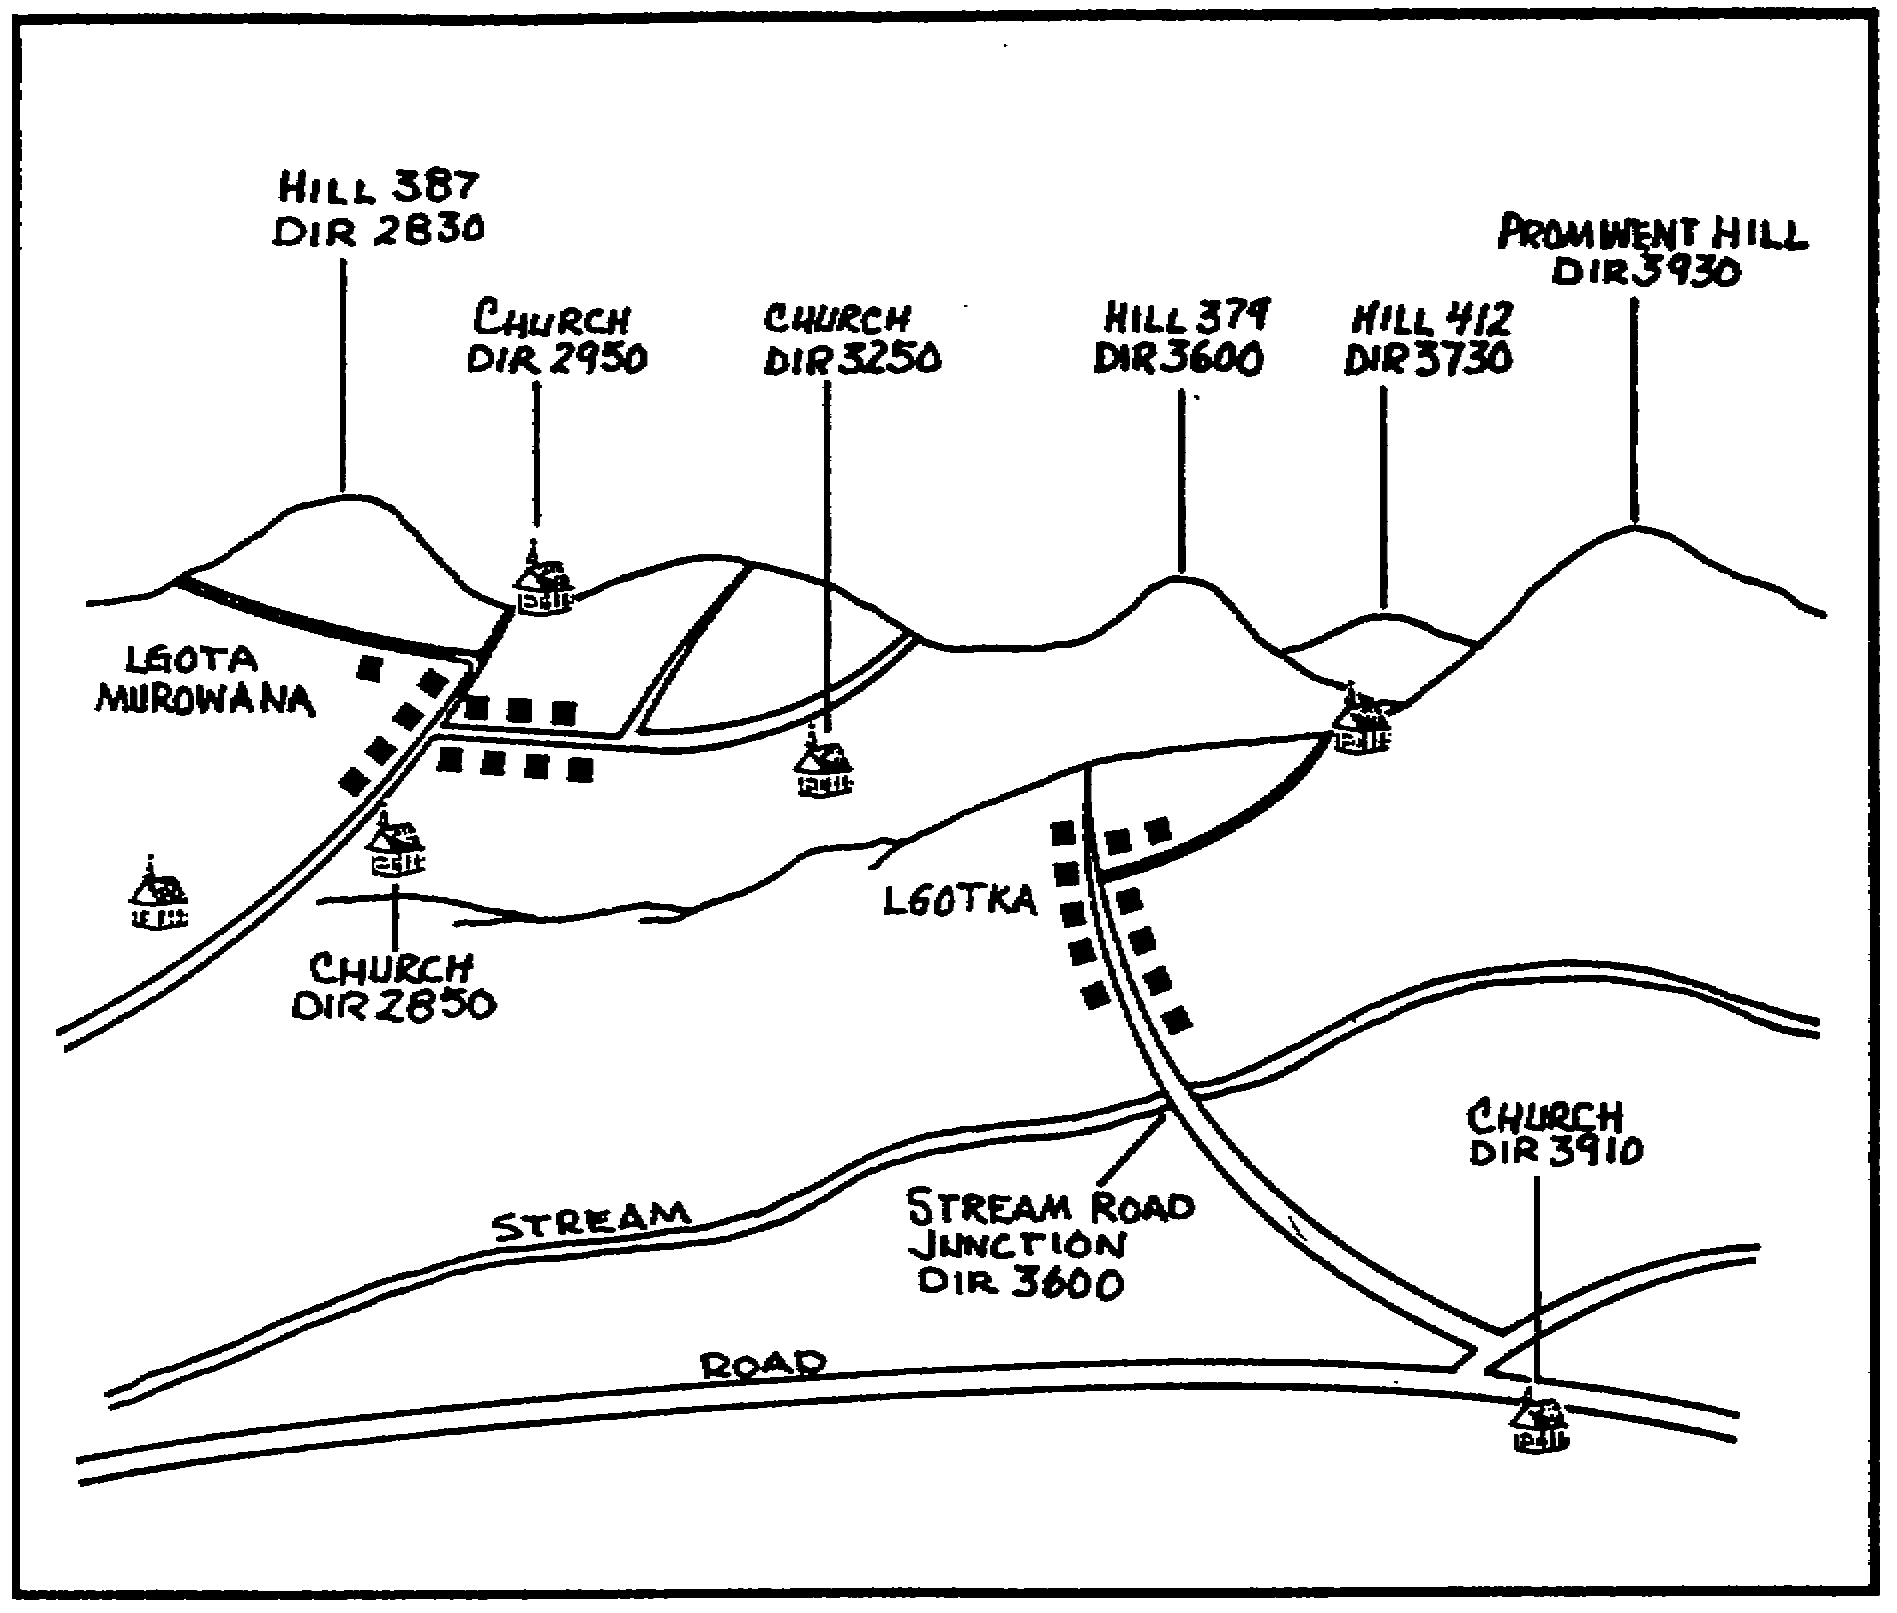 HILL 387
DIR 2830
PROMINENT HILL
DIR 3930
CHURCH
DIR 2950
CHURCH
DIR 3250
HILL 379
DIR 3600
HILL 412
DIR 3730
LGOTA
MUROWANA
LGOTKA
CHURCH
DIR 2850
CHURCH
DIR 3910
STREAM ROAD
JUNCTION
DIR 3600
STREAM
ROAD